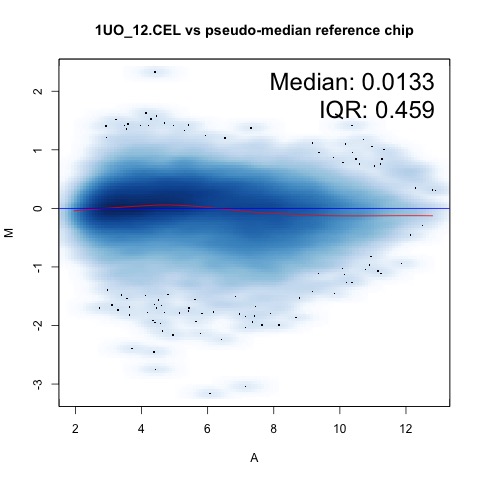 1UO_12.CEL vs pseudo-median reference chip
Median: 0.0133
IQR: 0.459
2
1
0
-1
-2
-3
M
2 4 6 8 10 12
A